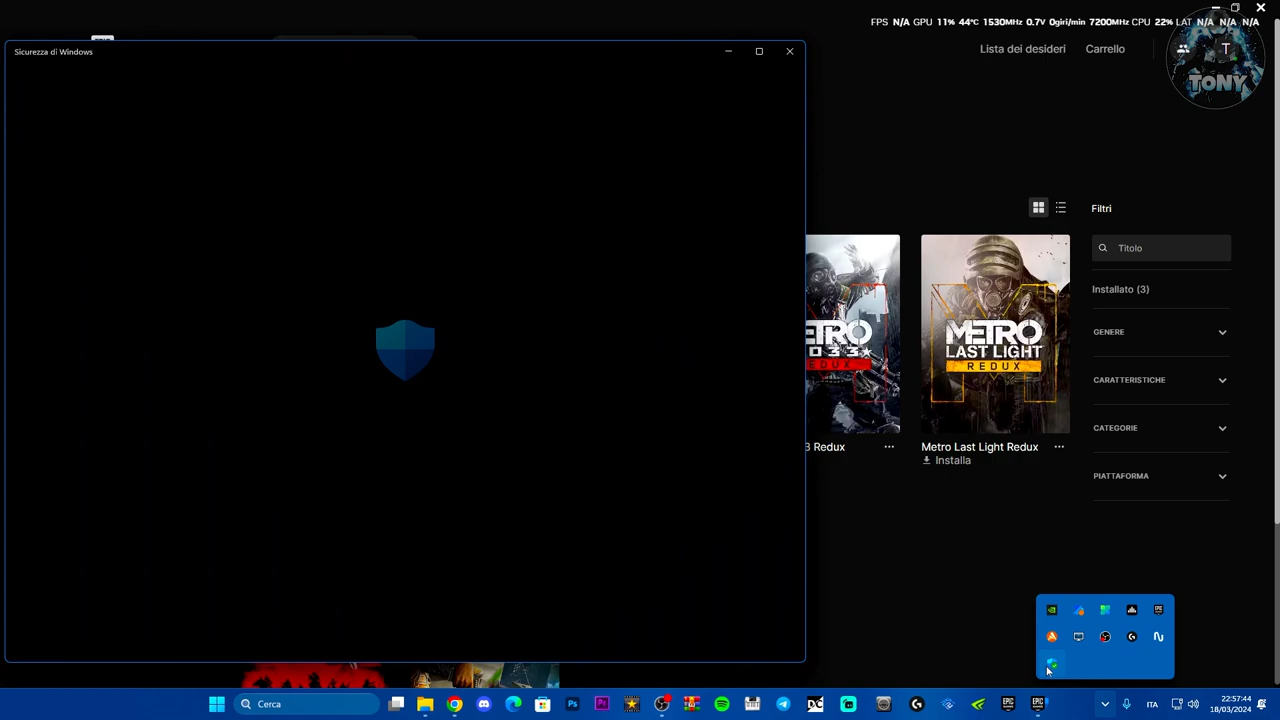 FPS N/A GPU 11% 44°C 1530MHz 0.7V 0giri/min 7200MHz CPU 22% LAT N/A N/A N/A
Sicurezza di Windows
Lista dei desideri
Carrello
T
TONY
Filtri
Titolo
Installato (3)
GENERE
CARATTERISTICHE
CATEGORIE
PIATTAFORMA
METRO
LAST LIGHT
REDUX
3 Redux
Metro Last Light Redux
Installa
Cerca
ITA
22:57:44
18/03/2024